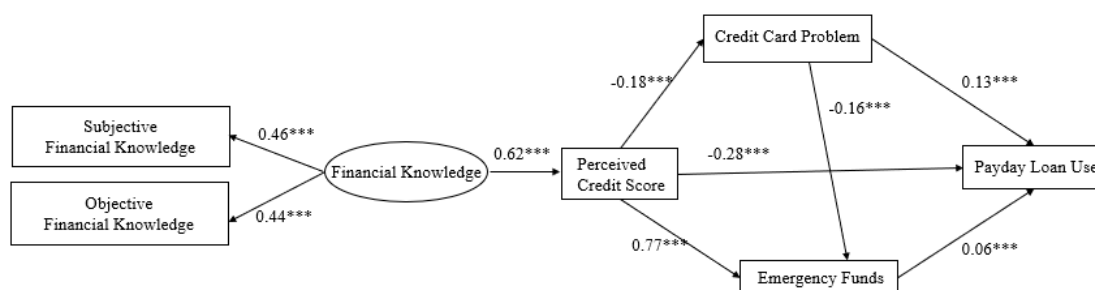 Credit Card Problem
-0.18***
0.13***
-0.16***
Subjective
Financial Knowledge
0.46***
Financial Knowledge
0.62***
Perceived
Credit Score
-0.28***
Payday Loan Use
Objective
Financial Knowledge
0.44***
0.77***
0.06***
Emergency Funds